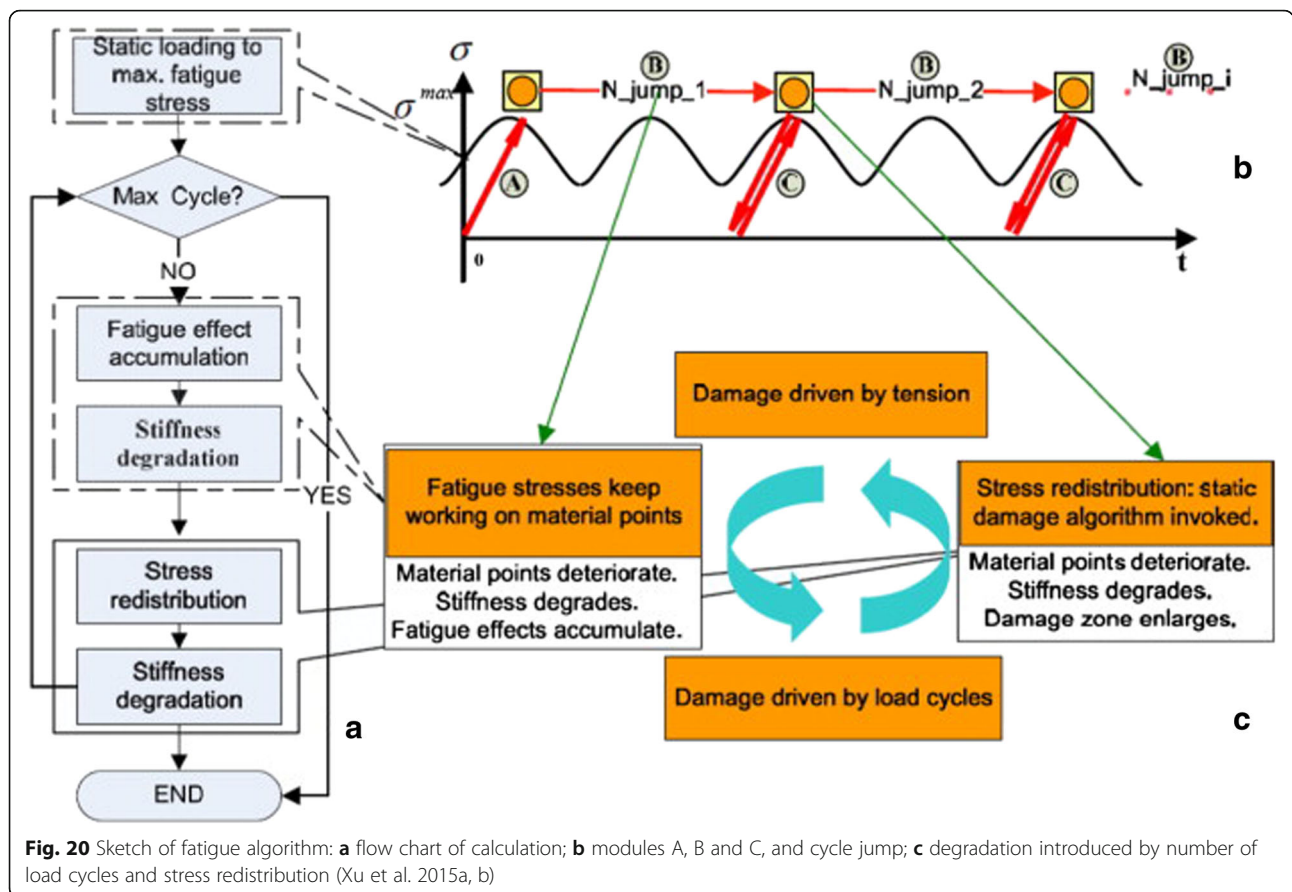 Static loading to
max. fatigue
stress
Max Cycle?
NO
Fatigue effect
accumulation
Stiffness
degradation
YES
Stress
redistribution
Stiffness
degradation
END
a
σ
σ^max
A
B
N_jump_1
B
N_jump_2
B
N_jump_i
C
C
0
t
b
Damage driven by tension
Fatigue stresses keep
working on material points
Material points deteriorate.
Stiffness degrades.
Fatigue effects accumulate.
Stress redistribution: static
damage algorithm invoked.
Material points deteriorate.
Stiffness degrades.
Damage zone enlarges.
Damage driven by load cycles
c
Fig. 20 Sketch of fatigue algorithm: a flow chart of calculation; b modules A, B and C, and cycle jump; c degradation introduced by number of
load cycles and stress redistribution (Xu et al. 2015a, b)